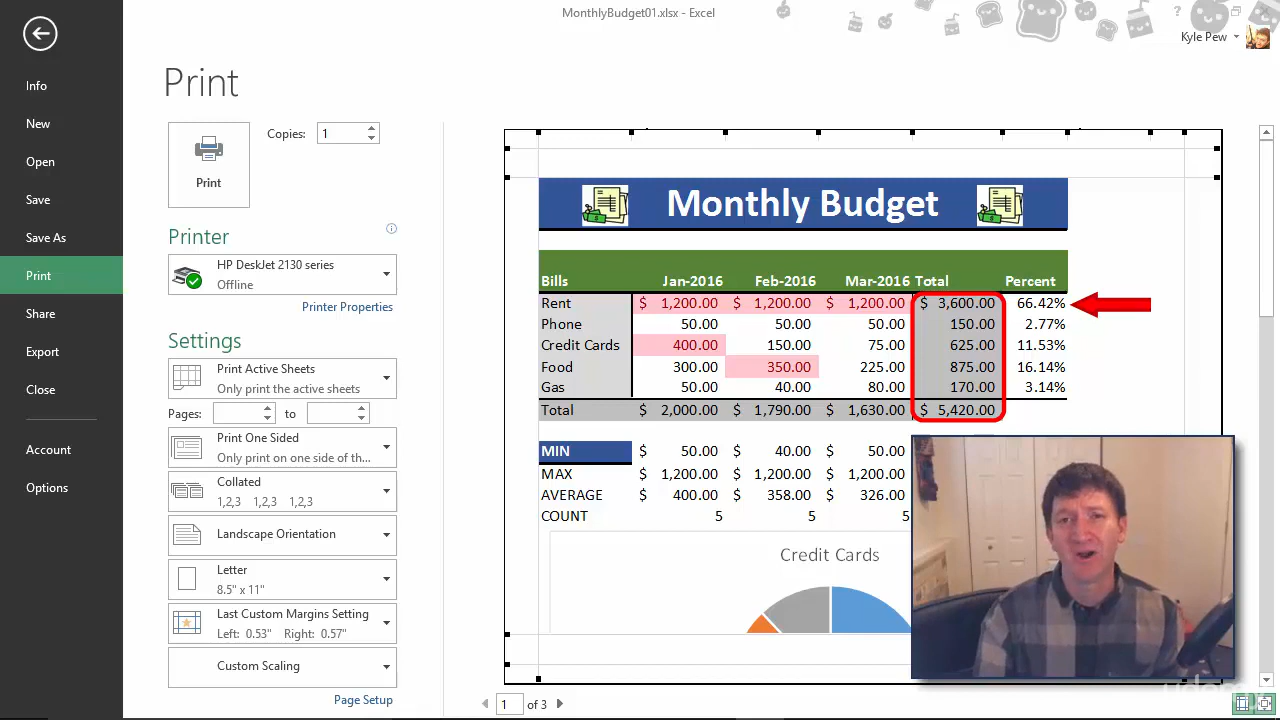 MonthlyBudget01.xlsx - Excel
?
Kyle Pew
Print
Info
New
Open
Save
Save As
Print
Share
Export
Close
Account
Options
Print
Copies: 1
Printer
HP DeskJet 2130 series
Offline
Printer Properties
Settings
Print Active Sheets
Only print the active sheets
Pages: to
Print One Sided
Only print on one side of th...
Collated
1,2,3 1,2,3 1,2,3
Landscape Orientation
Letter
8.5" x 11"
Last Custom Margins Setting
Left: 0.53" Right: 0.57"
Custom Scaling
Page Setup
Monthly Budget
Bills Jan-2016 Feb-2016 Mar-2016 Total Percent
Rent $ 1,200.00 $ 1,200.00 $ 1,200.00 $ 3,600.00 66.42%
Phone 50.00 50.00 50.00 150.00 2.77%
Credit Cards 400.00 150.00 75.00 625.00 11.53%
Food 300.00 350.00 225.00 875.00 16.14%
Gas 50.00 40.00 80.00 170.00 3.14%
Total $ 2,000.00 $ 1,790.00 $ 1,630.00 $ 5,420.00
MIN $ 50.00 $ 40.00 $ 50.00
MAX $ 1,200.00 $ 1,200.00 $ 1,200.00
AVERAGE $ 400.00 $ 358.00 $ 326.00
COUNT 5 5 5
Credit Cards
1 of 3
udemy